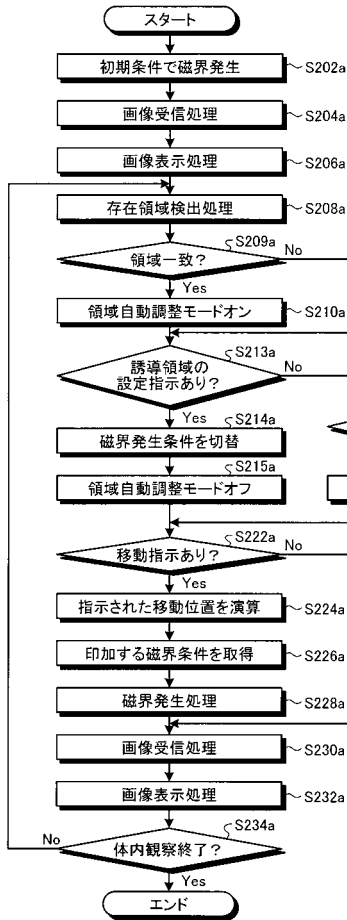 スタート
初期条件で磁界発生 S202a
画像受信処理 S204a
画像表示処理 S206a
存在領域検出処理 S208a
S209a
領域一致? No
Yes
領域自動調整モードオン S210a
S213a
誘導領域の
設定指示あり? No
Yes
S214a
磁界発生条件を切替
S215a
領域自動調整モードオフ
S222a
移動指示あり? No
Yes
指示された移動位置を演算 S224a
印加する磁界条件を取得 S226a
磁界発生処理 S228a
画像受信処理 S230a
画像表示処理 S232a
S234a
No 体内観察終了?
Yes
エンド